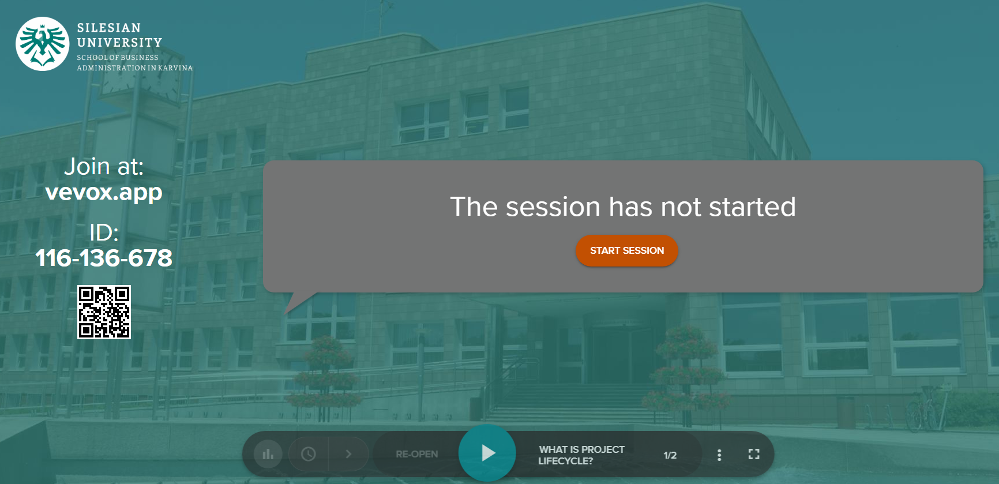 SILESIAN
UNIVERSITY
SCHOOL OF BUSINESS
ADMINISTRATION IN KARVINA
Join at:
vevox.app
ID:
116-136-678
The session has not started
START SESSION
RE-OPEN
WHAT IS PROJECT
LIFECYCLE?
1/2